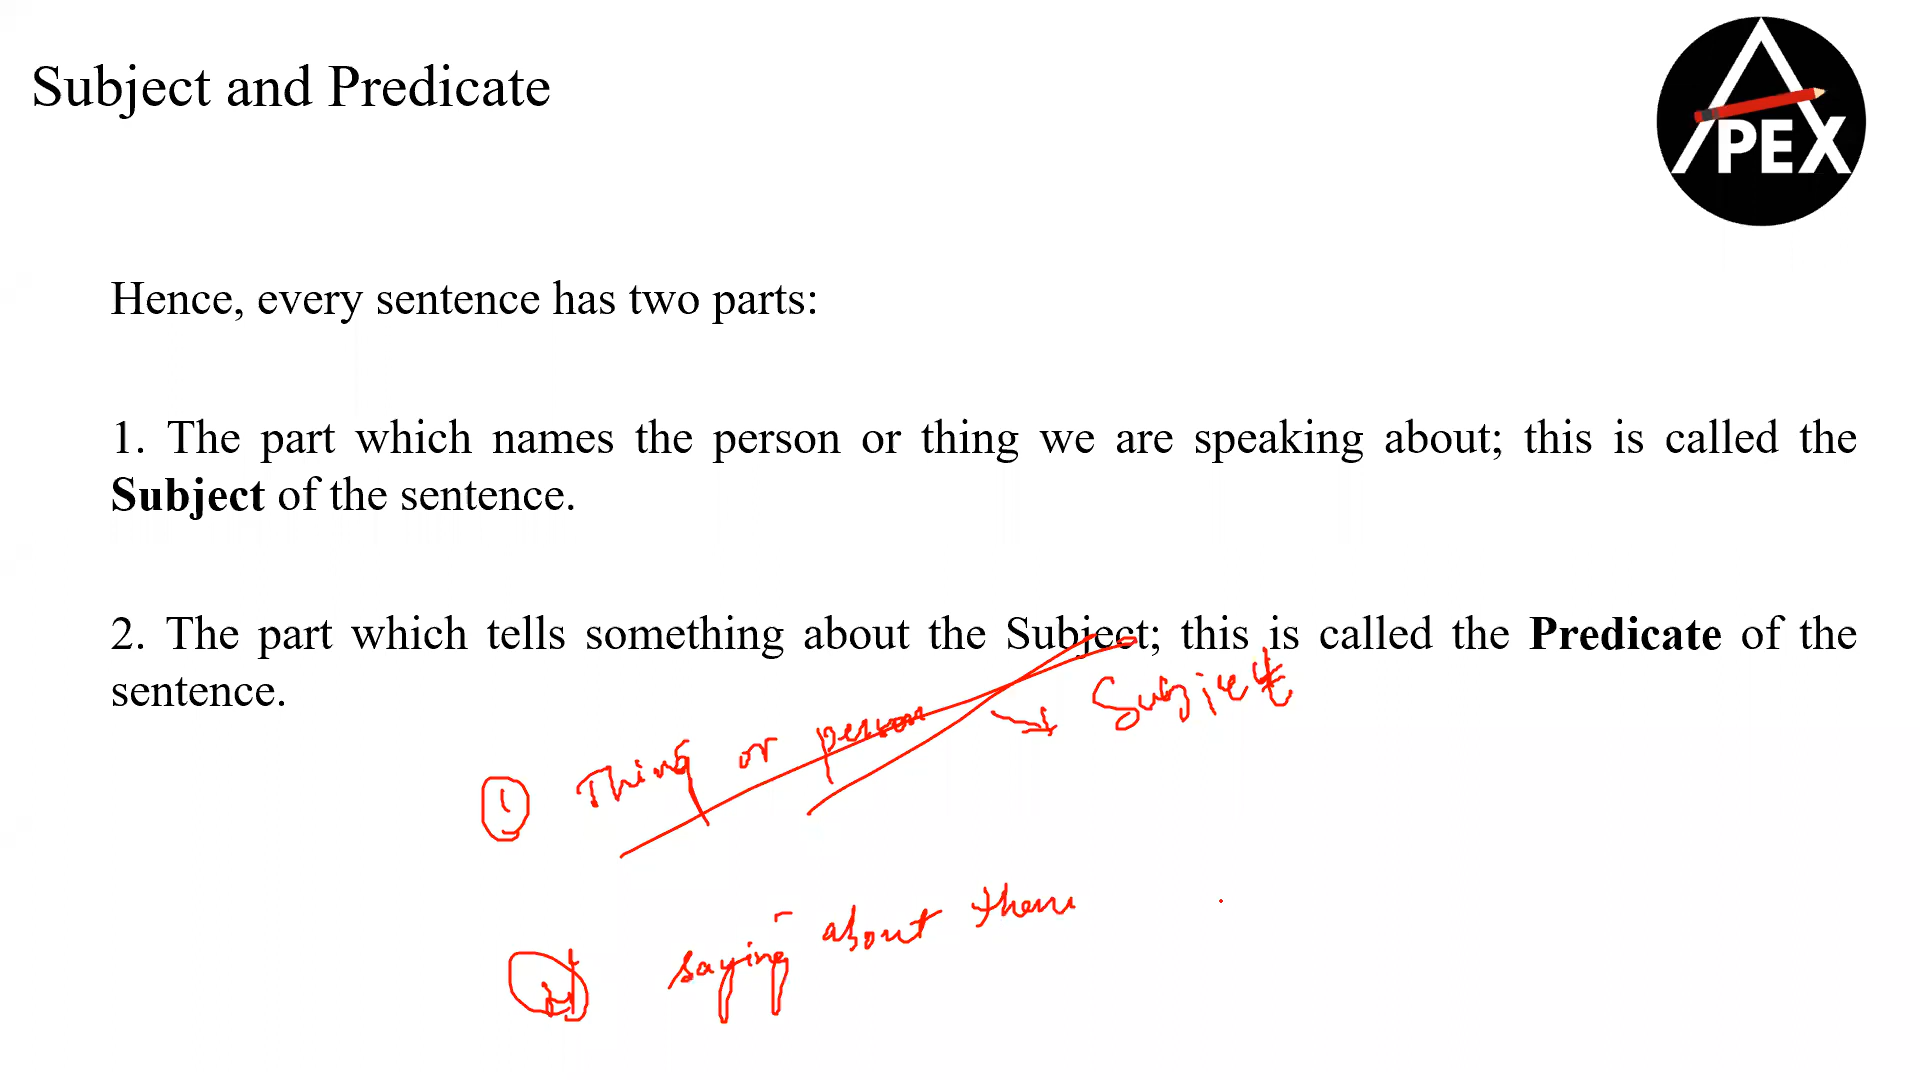 Subject and Predicate
APEX
Hence, every sentence has two parts:
1. The part which names the person or thing we are speaking about; this is called the
Subject of the sentence.
2. The part which tells something about the Subject; this is called the Predicate of the
sentence.
1 Thing or person → Subject
saying about them